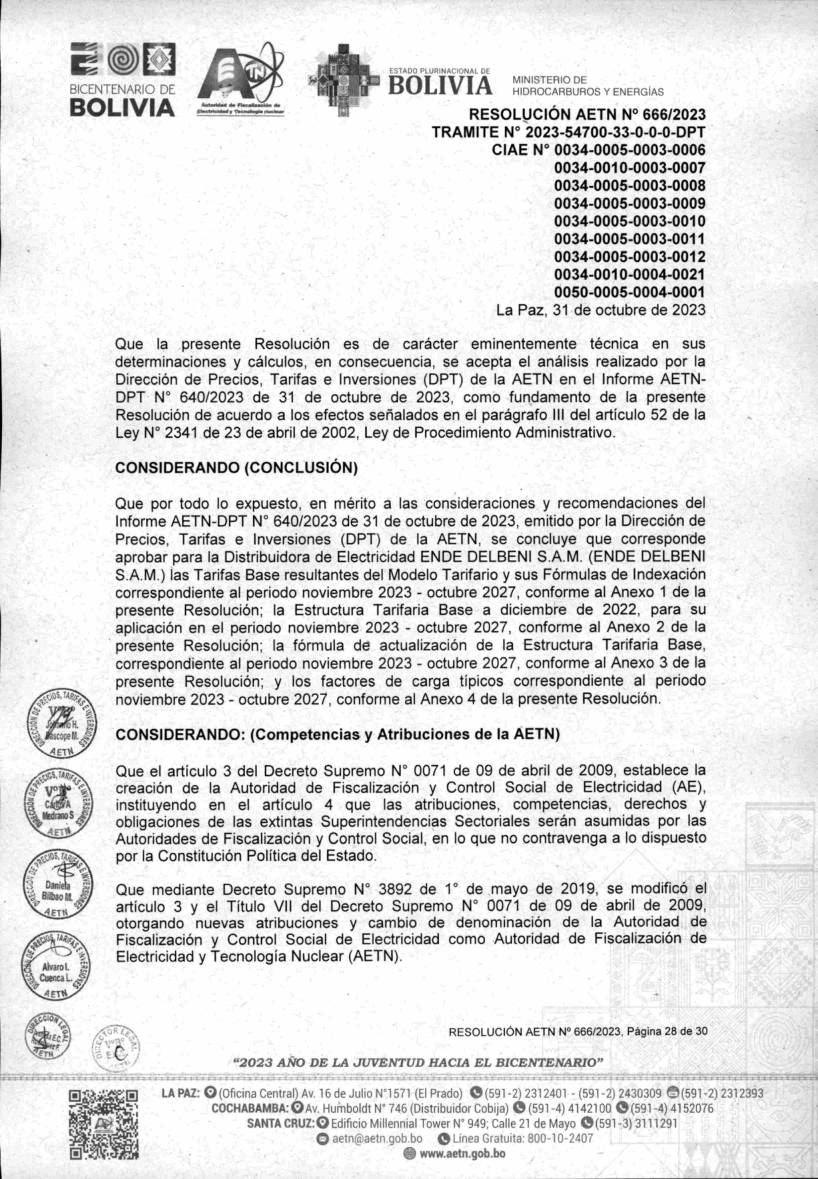 BICENTENARIO DE
BOLIVIA
Autoridad de Fiscalización de
Electricidad y Tecnología Nuclear
ESTADO PLURINACIONAL DE
BOLIVIA
MINISTERIO DE
HIDROCARBUROS Y ENERGÍAS
RESOLUCIÓN AETN Nº 666/2023
TRAMITE N° 2023-54700-33-0-0-0-DPT
CIAE N° 0034-0005-0003-0006
0034-0010-0003-0007
0034-0005-0003-0008
0034-0005-0003-0009
0034-0005-0003-0010
0034-0005-0003-0011
0034-0005-0003-0012
0034-0010-0004-0021
0050-0005-0004-0001
La Paz, 31 de octubre de 2023
Que la presente Resolución es de carácter eminentemente técnica en sus
determinaciones y cálculos, en consecuencia, se acepta el análisis realizado por la
Dirección de Precios, Tarifas e Inversiones (DPT) de la AETN en el Informe AETN-
DPT N° 640/2023 de 31 de octubre de 2023, como fundamento de la presente
Resolución de acuerdo a los efectos señalados en el parágrafo III del artículo 52 de la
Ley N° 2341 de 23 de abril de 2002, Ley de Procedimiento Administrativo.
CONSIDERANDO (CONCLUSIÓN)
Que por todo lo expuesto, en mérito a las consideraciones y recomendaciones del
Informe AETN-DPT N° 640/2023 de 31 de octubre de 2023, emitido por la Dirección de
Precios, Tarifas e Inversiones (DPT) de la AETN, se concluye que corresponde
aprobar para la Distribuidora de Electricidad ENDE DELBENI S.A.M. (ENDE DELBENI
S.A.M.) las Tarifas Base resultantes del Modelo Tarifario y sus Fórmulas de Indexación
correspondiente al periodo noviembre 2023 - octubre 2027, conforme al Anexo 1 de la
presente Resolución; la Estructura Tarifaria Base a diciembre de 2022, para su
aplicación en el periodo noviembre 2023 - octubre 2027, conforme al Anexo 2 de la
presente Resolución; la fórmula de actualización de la Estructura Tarifaria Base,
correspondiente al periodo noviembre 2023 - octubre 2027, conforme al Anexo 3 de la
presente Resolución; y los factores de carga típicos correspondiente al periodo
noviembre 2023 - octubre 2027, conforme al Anexo 4 de la presente Resolución.
CONSIDERANDO: (Competencias y Atribuciones de la AETN)
Que el artículo 3 del Decreto Supremo N° 0071 de 09 de abril de 2009, establece la
creación de la Autoridad de Fiscalización y Control Social de Electricidad (AE),
instituyendo en el artículo 4 que las atribuciones, competencias, derechos y
obligaciones de las extintas Superintendencias Sectoriales serán asumidas por las
Autoridades de Fiscalización y Control Social, en lo que no contravenga a lo dispuesto
por la Constitución Política del Estado.
Que mediante Decreto Supremo N° 3892 de 1° de mayo de 2019, se modificó el
artículo 3 y el Título VII del Decreto Supremo N° 0071 de 09 de abril de 2009,
otorgando nuevas atribuciones y cambio de denominación de la Autoridad de
Fiscalización y Control Social de Electricidad como Autoridad de Fiscalización de
Electricidad y Tecnología Nuclear (AETN).
AETN
Medrano S
AETN
Daniela
Bilbao M.
AETN
Alvaro I.
Cuenca L.
AETN
RESOLUCIÓN AETN Nº 666/2023, Página 28 de 30
"2023 AÑO DE LA JUVENTUD HACIA EL BICENTENARIO"
LA PAZ: (Oficina Central) Av. 16 de Julio N°1571 (El Prado) (591-2) 2312401 - (591-2) 2430309 (591-2) 2312393
COCHABAMBA: Av. Humboldt N° 746 (Distribuidor Cobija) (591-4) 4142100 (591-4) 4152076
SANTA CRUZ: Edificio Millennial Tower N° 949; Calle 21 de Mayo (591-3) 3111291
aetn@aetn.gob.bo Línea Gratuita: 800-10-2407
www.aetn.gob.bo